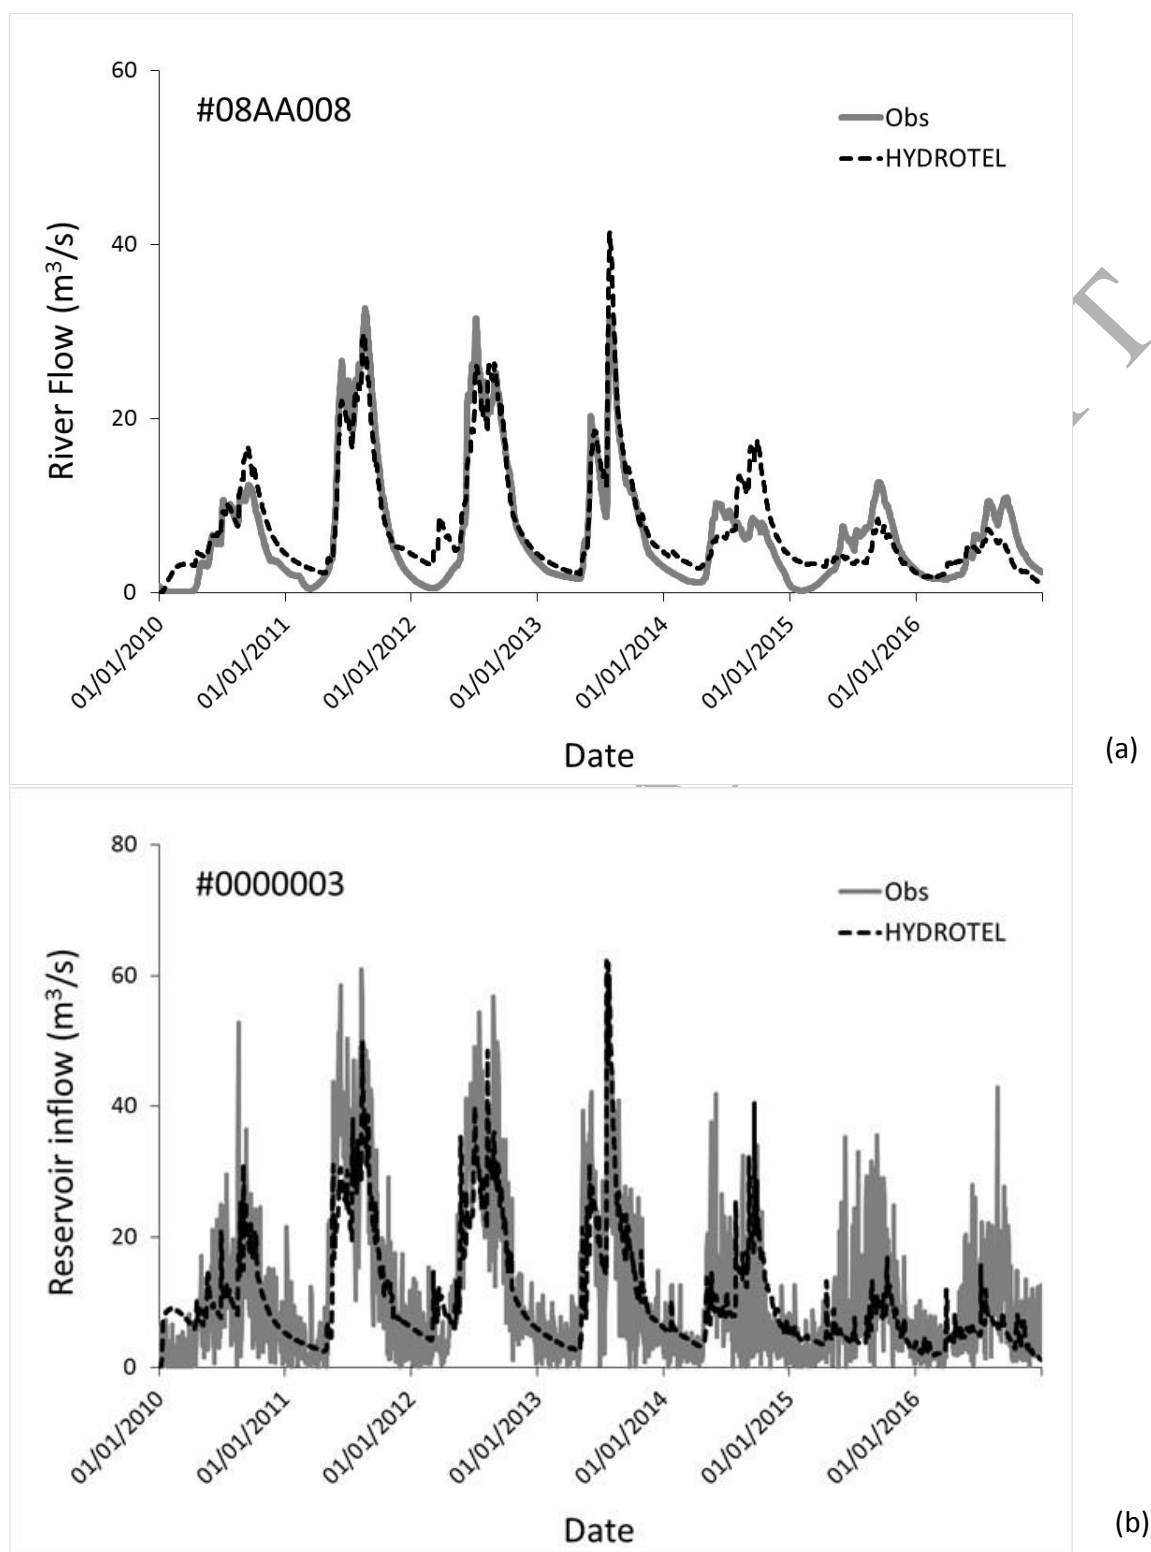 60
#08AA008
Obs
HYDROTEL
40
20
0
River Flow (m³/s)
01/01/2010
01/01/2011
01/01/2012
01/01/2013
01/01/2014
01/01/2015
01/01/2016
Date
(a)
T
80
#0000003
Obs
HYDROTEL
60
40
20
0
Reservoir inflow (m³/s)
01/01/2010
01/01/2011
01/01/2012
01/01/2013
01/01/2014
01/01/2015
01/01/2016
Date
(b)